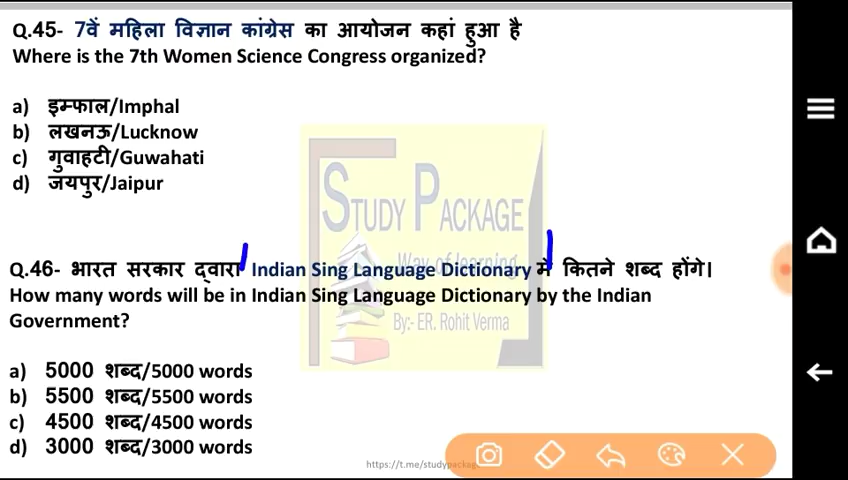 Q.45- 7वें महिला विज्ञान कांग्रेस का आयोजन कहां हुआ है
Where is the 7th Women Science Congress organized?
a) इम्फाल/Imphal
b) लखनऊ/Lucknow
c) गुवाहटी/Guwahati
d) जयपुर/Jaipur
STUDY PACKAGE
Way of learning
Q.46- भारत सरकार द्वारा Indian Sing Language Dictionary में कितने शब्द होंगे।
How many words will be in Indian Sing Language Dictionary by the Indian
Government?
By:- ER. Rohit Verma
a) 5000 शब्द/5000 words
b) 5500 शब्द/5500 words
c) 4500 शब्द/4500 words
d) 3000 शब्द/3000 words
https://t.me/studypackage